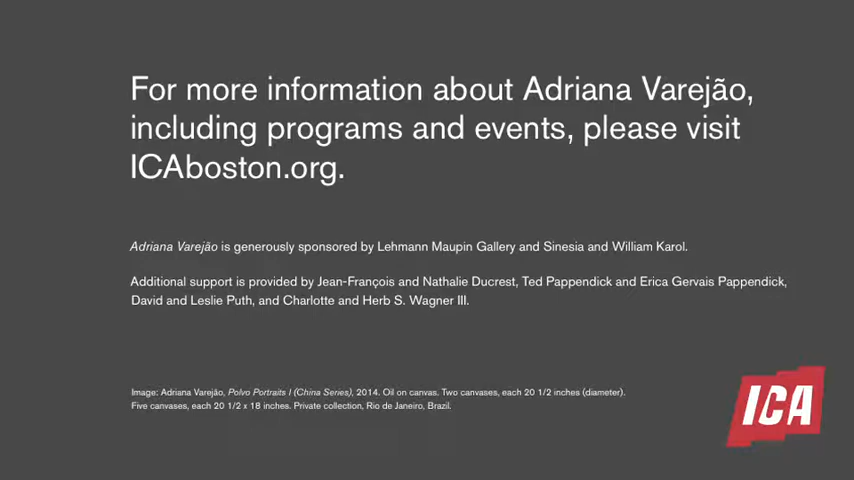 For more information about Adriana Varejão,
including programs and events, please visit
ICAboston.org.
Adriana Varejão is generously sponsored by Lehmann Maupin Gallery and Sinesia and William Karol.
Additional support is provided by Jean-François and Nathalie Ducrest, Ted Pappendick and Erica Gervais Pappendick,
David and Leslie Puth, and Charlotte and Herb S. Wagner III.
Image: Adriana Varejão, Polvo Portraits I (China Series), 2014. Oil on canvas. Two canvases, each 20 1/2 inches (diameter).
Five canvases, each 20 1/2 x 18 inches. Private collection, Rio de Janeiro, Brazil.
ICA